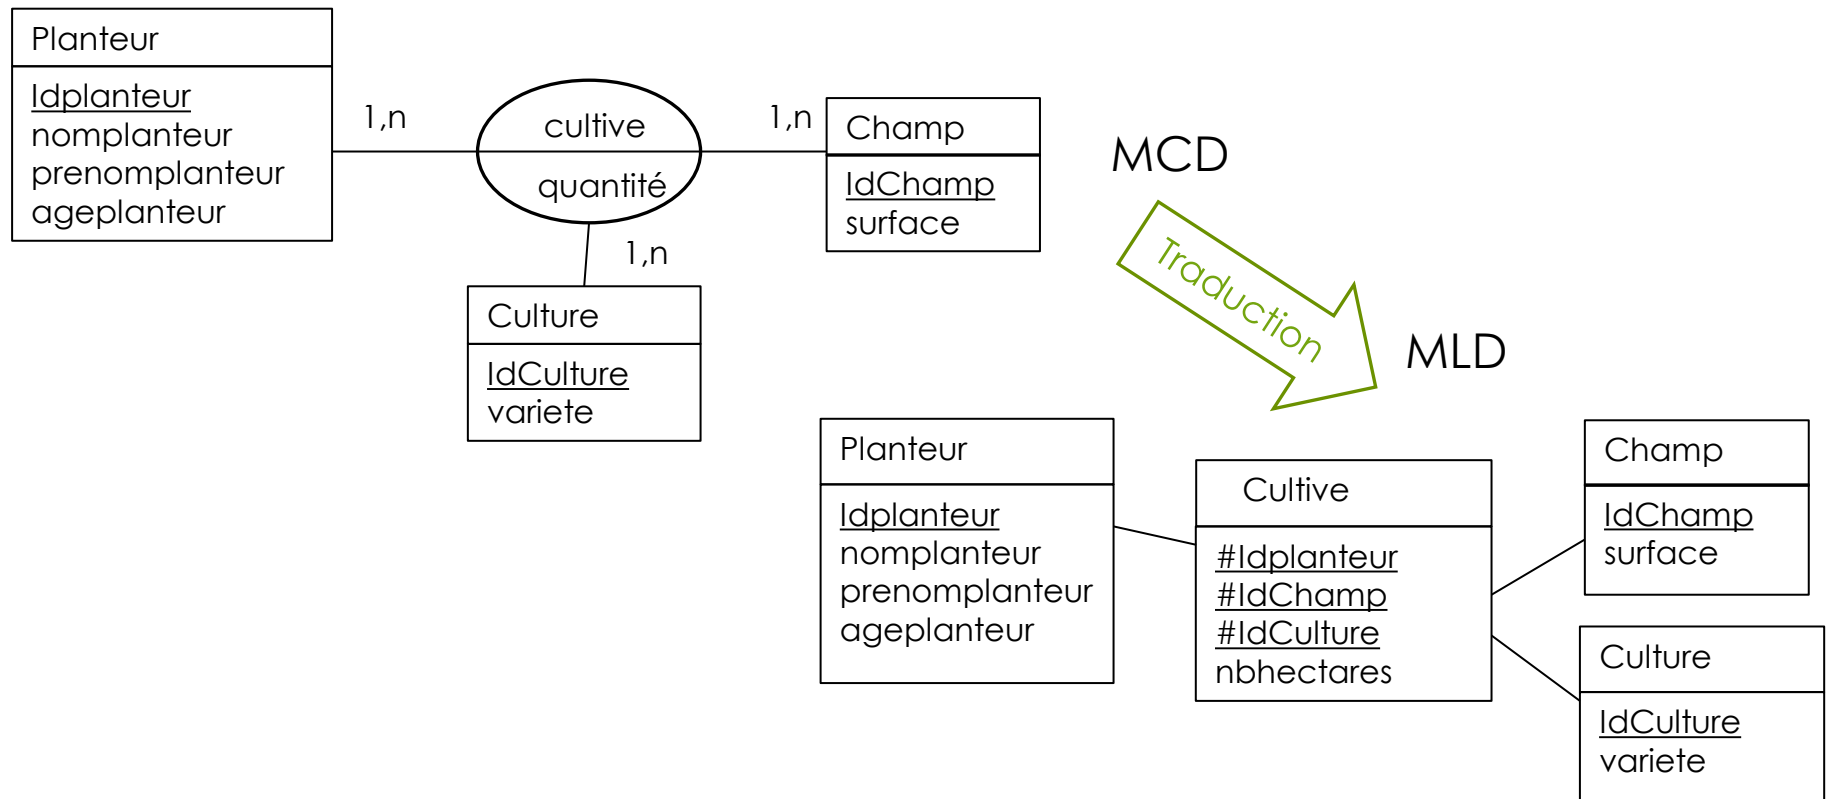 Planteur
Idplanteur
nomplanteur
prenomplanteur
ageplanteur
1,n
cultive
quantité
1,n
Champ
IdChamp
surface
1,n
Culture
IdCulture
variete
MCD
Traduction
MLD
Planteur
Idplanteur
nomplanteur
prenomplanteur
ageplanteur
Cultive
#Idplanteur
#IdChamp
#IdCulture
nbhectares
Champ
IdChamp
surface
Culture
IdCulture
variete